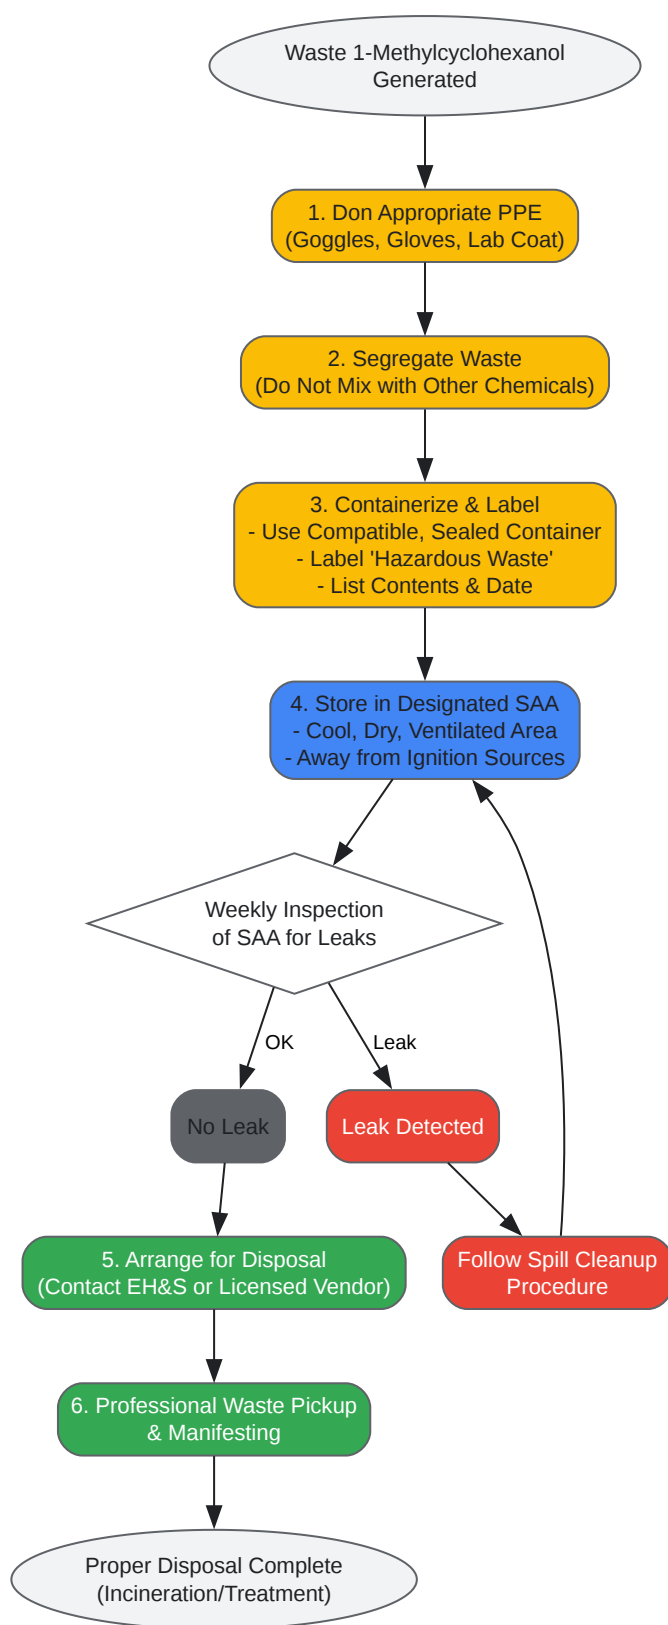 Waste 1-Methylcyclohexanol
Generated
1. Don Appropriate PPE
(Goggles, Gloves, Lab Coat)
2. Segregate Waste
(Do Not Mix with Other Chemicals)
3. Containerize & Label
- Use Compatible, Sealed Container
- Label 'Hazardous Waste'
- List Contents & Date
4. Store in Designated SAA
- Cool, Dry, Ventilated Area
- Away from Ignition Sources
Weekly Inspection
of SAA for Leaks
OK
Leak
No Leak
Leak Detected
5. Arrange for Disposal
(Contact EH&S or Licensed Vendor)
Follow Spill Cleanup
Procedure
6. Professional Waste Pickup
& Manifesting
Proper Disposal Complete
(Incineration/Treatment)